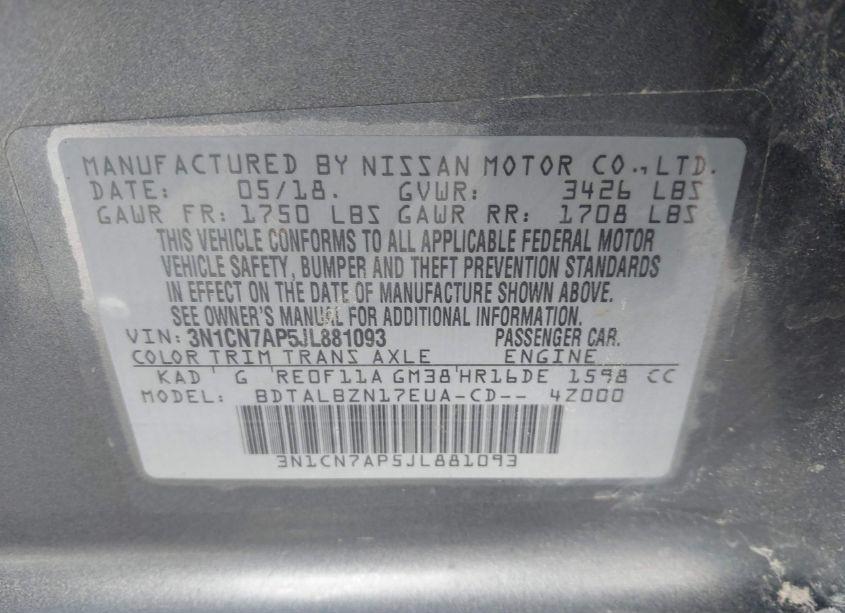 MANUFACTURED BY NISSAN MOTOR CO.,LTD.
DATE: 05/18. GVWR: 3426 LBS
GAWR FR: 1750 LBS GAWR RR: 1708 LBS
THIS VEHICLE CONFORMS TO ALL APPLICABLE FEDERAL MOTOR
VEHICLE SAFETY, BUMPER AND THEFT PREVENTION STANDARDS
IN EFFECT ON THE DATE OF MANUFACTURE SHOWN ABOVE.
SEE OWNER'S MANUAL FOR ADDITIONAL INFORMATION.
VIN: 3N1CN7AP5JL881093 PASSENGER CAR.
COLOR TRIM TRANS AXLE ENGINE
KAD G RE0F11A GM38 HR16DE 1598 CC
MODEL: BDTALBZN17EUA-CD-- 4Z000
3N1CN7AP5JL881093